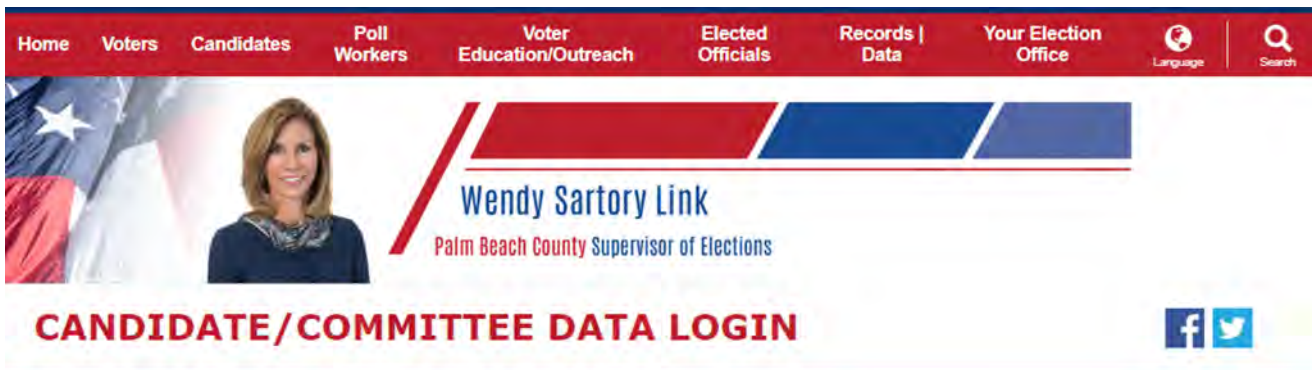 Home Voters Candidates Poll Workers Voter Education/Outreach Elected Officials Records | Data Your Election Office Language Search
Wendy Sartory Link
Palm Beach County Supervisor of Elections
CANDIDATE/COMMITTEE DATA LOGIN